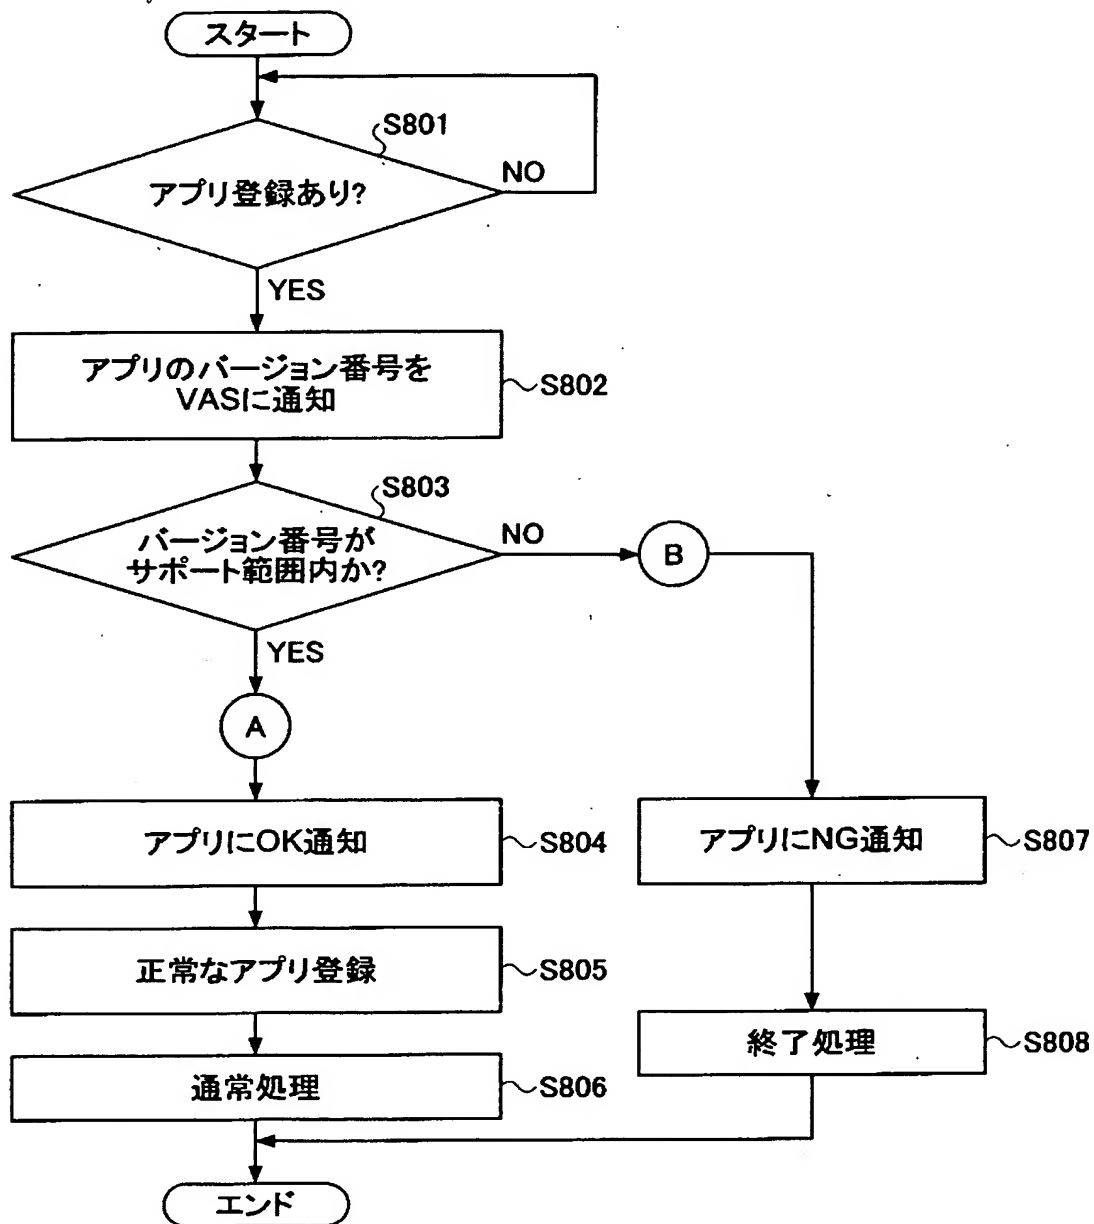 スタート
S801
アプリ登録あり?
NO
YES
アプリのバージョン番号を
VASに通知
S802
S803
バージョン番号が
サポート範囲内か?
NO
B
YES
A
アプリにOK通知
S804
アプリにNG通知
S807
正常なアプリ登録
S805
終了処理
S808
通常処理
S806
エンド